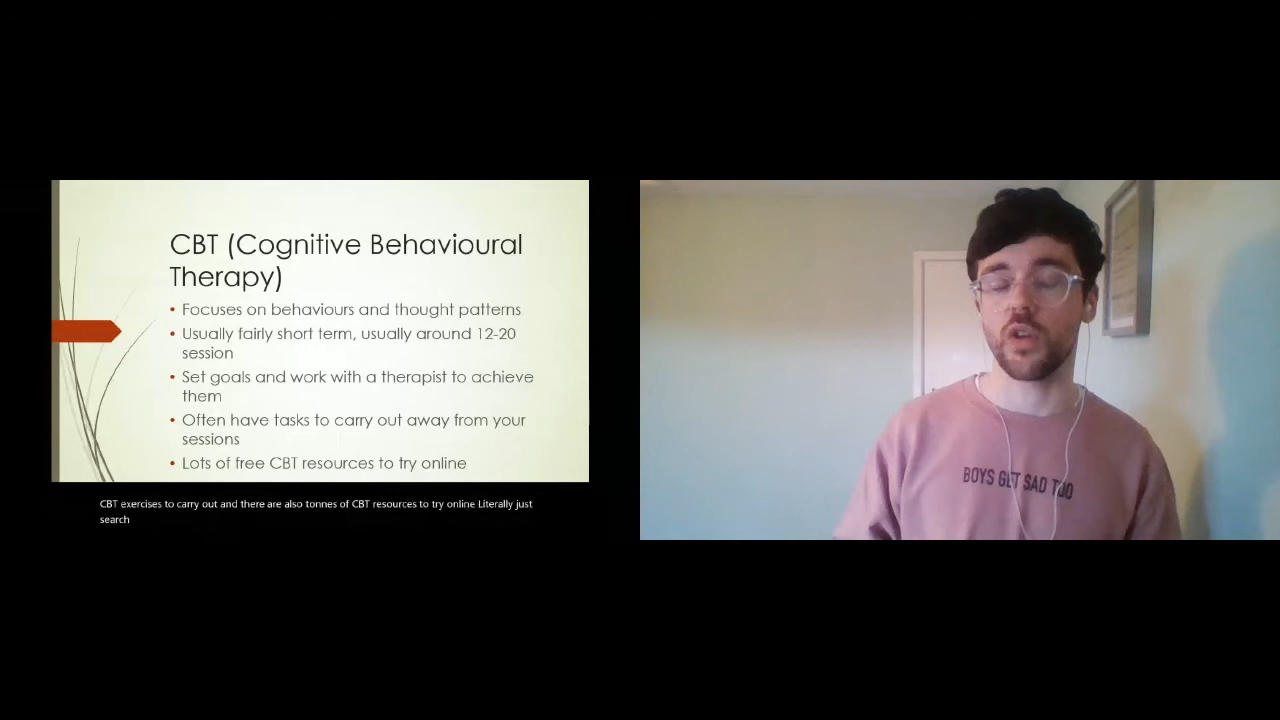 CBT (Cognitive Behavioural
Therapy)
• Focuses on behaviours and thought patterns
• Usually fairly short term, usually around 12-20
session
• Set goals and work with a therapist to achieve
them
• Often have tasks to carry out away from your
sessions
• Lots of free CBT resources to try online
CBT exercises to carry out and there are also tonnes of CBT resources to try online Literally just
search
BOYS GET SAD TOO